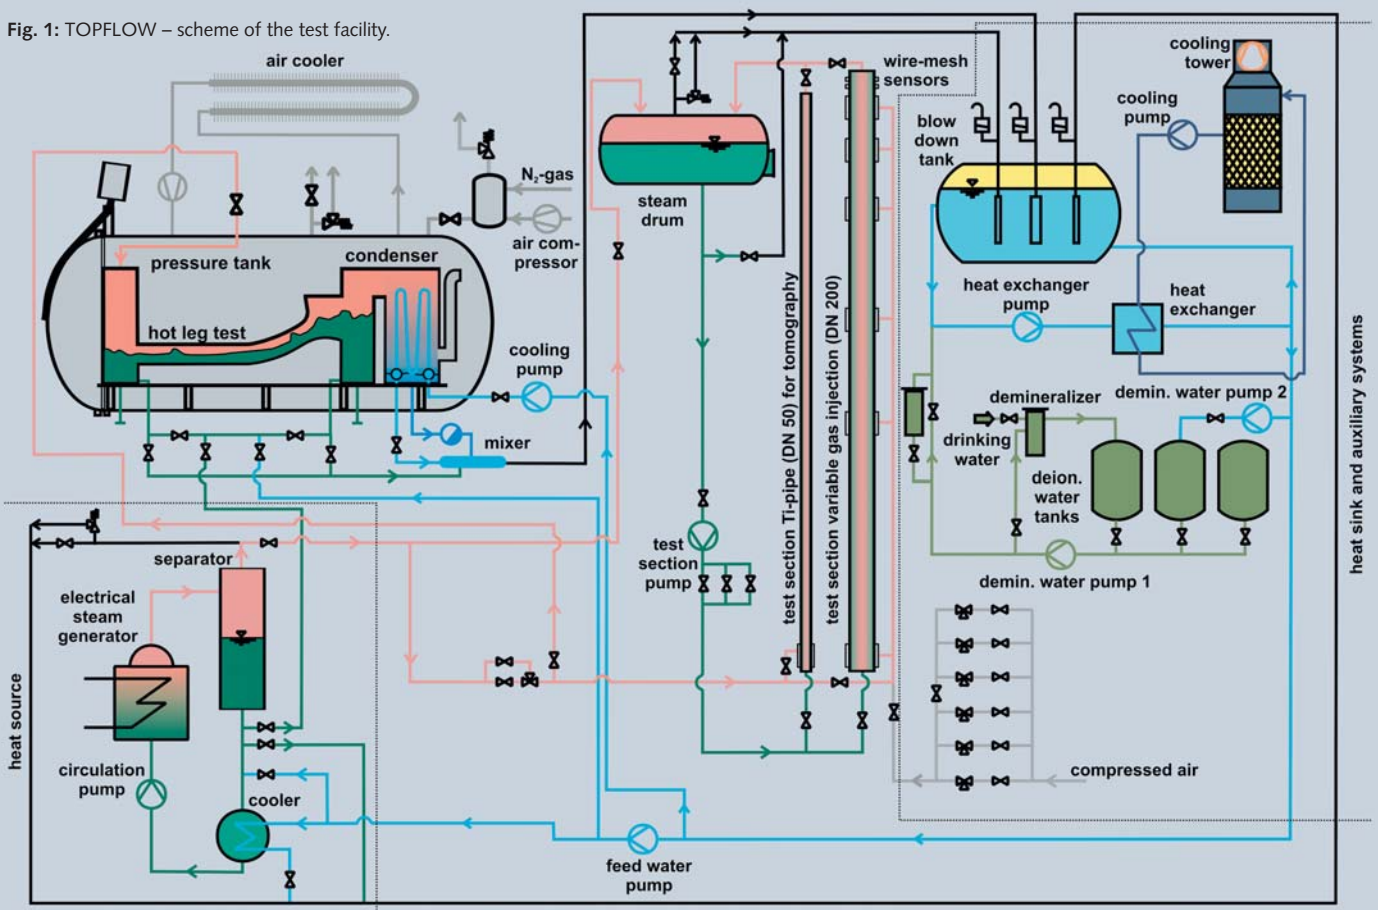 Fig. 1: TOPFLOW – scheme of the test facility.
air cooler
N₂-gas
air com-
pressor
pressure tank
condenser
hot leg test
cooling
pump
mixer
steam
drum
wire-mesh
sensors
test section Ti-pipe (DN 50) for tomography
test section variable gas injection (DN 200)
test
section
pump
cooling
tower
cooling
pump
blow
down
tank
heat exchanger
pump
heat
exchanger
demin. water pump 2
demineralizer
drinking
water
deion.
water
tanks
demin. water pump 1
compressed air
heat sink and auxiliary systems
separator
electrical
steam
generator
circulation
pump
cooler
heat source
feed water
pump